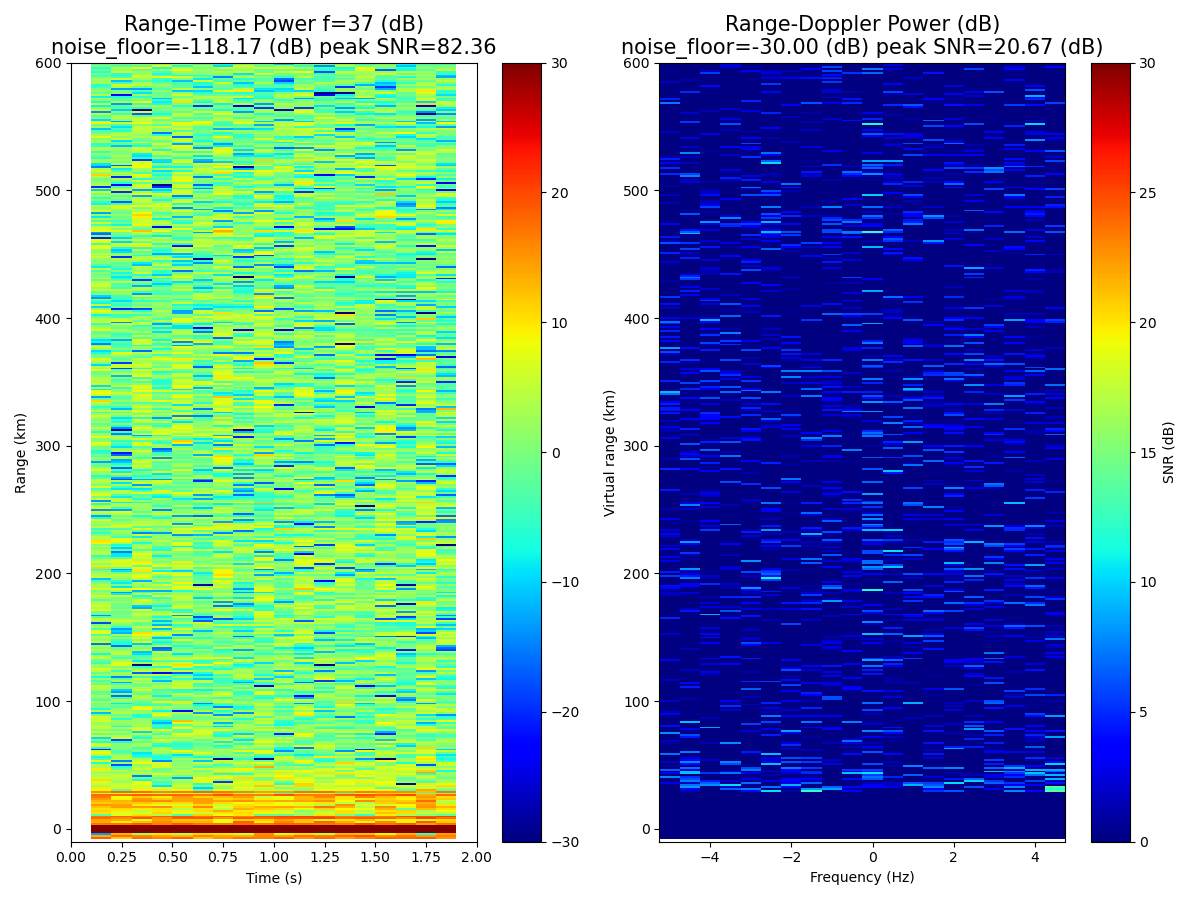 Range-Time Power f=37 (dB)
noise_floor=-118.17 (dB) peak SNR=82.36
600
500
400
300
200
100
0
Range (km)
0.00 0.25 0.50 0.75 1.00 1.25 1.50 1.75 2.00
Time (s)
30
20
10
0
−10
−20
−30
Range-Doppler Power (dB)
noise_floor=-30.00 (dB) peak SNR=20.67 (dB)
600
500
400
300
200
100
0
Virtual range (km)
−4 −2 0 2 4
Frequency (Hz)
30
25
20
15
10
5
0
SNR (dB)